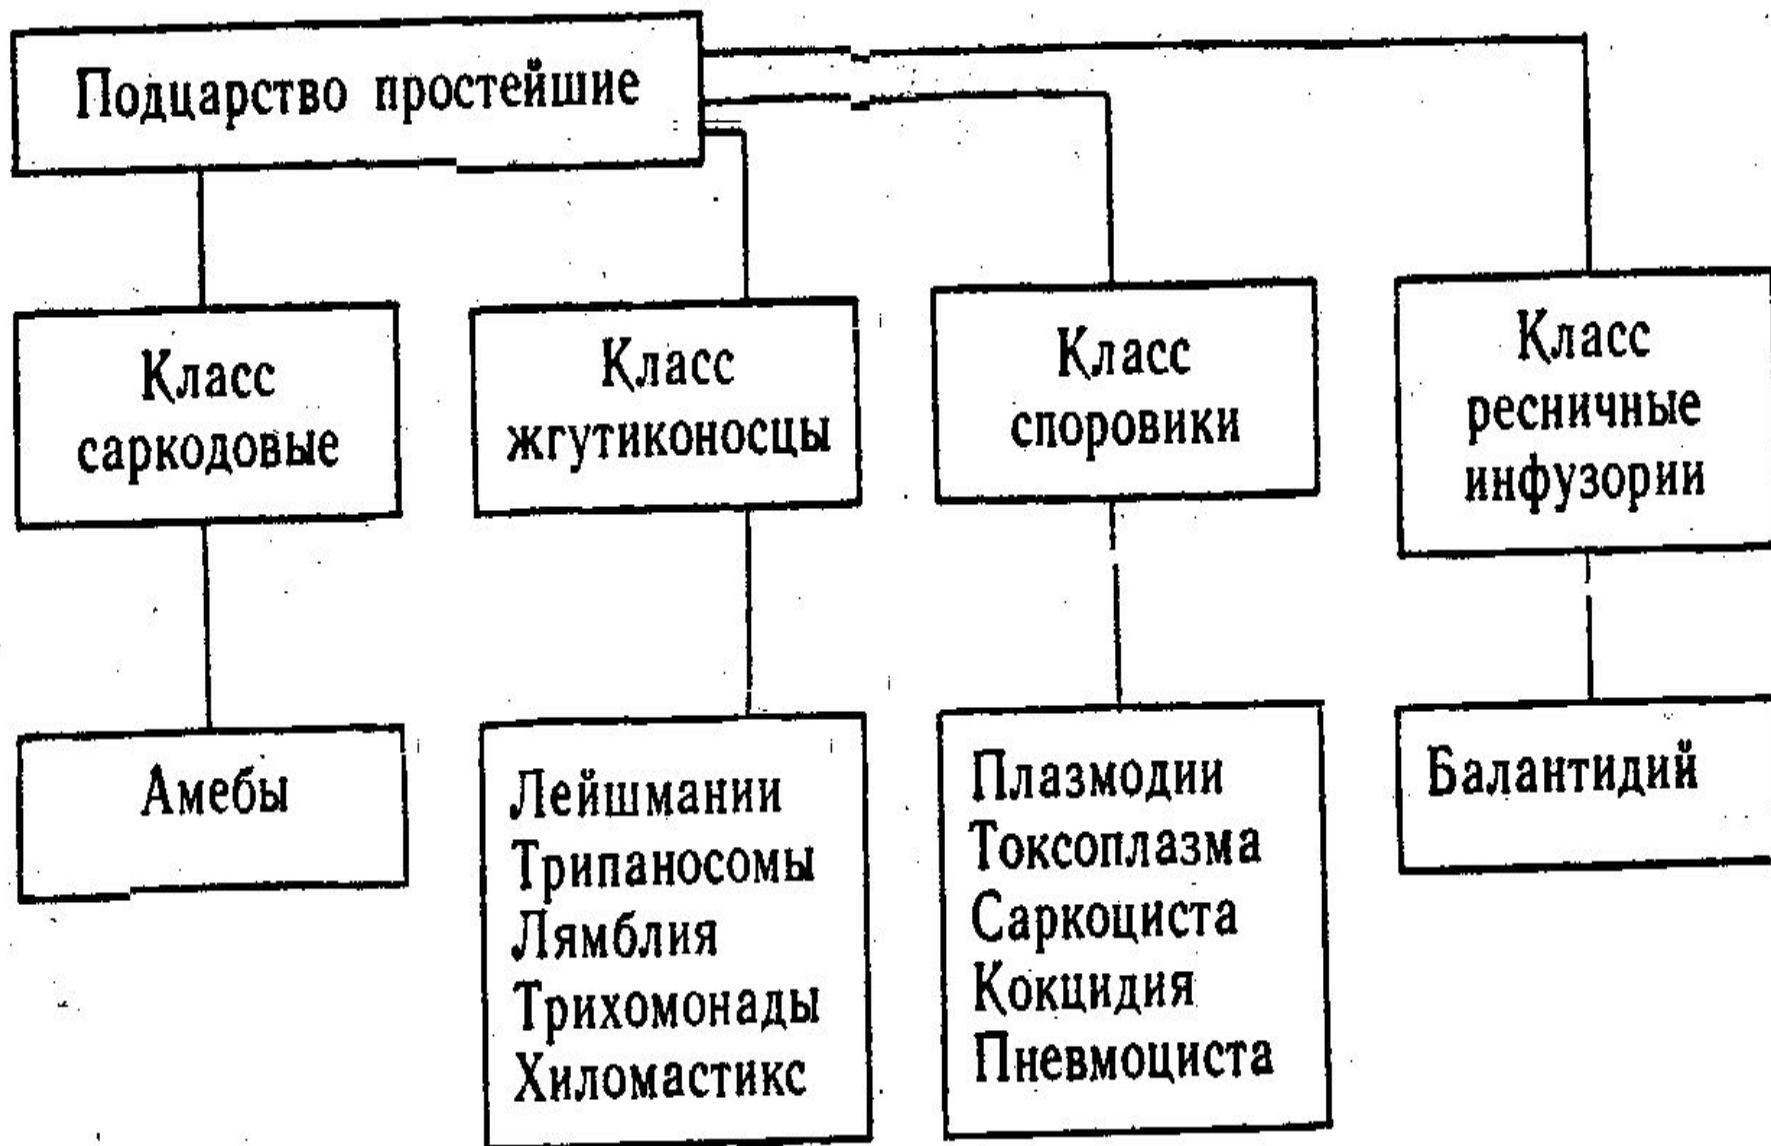 Подцарство простейшие
Класс
саркодовые
Класс
жгутиконосцы
Класс
споровики
Класс
ресничные
инфузории
Амебы
Лейшмании
Трипаносомы
Лямблия
Трихомонады
Хиломастикс
Плазмодии
Токсоплазма
Саркоциста
Кокцидия
Пневмоциста
Балантидий